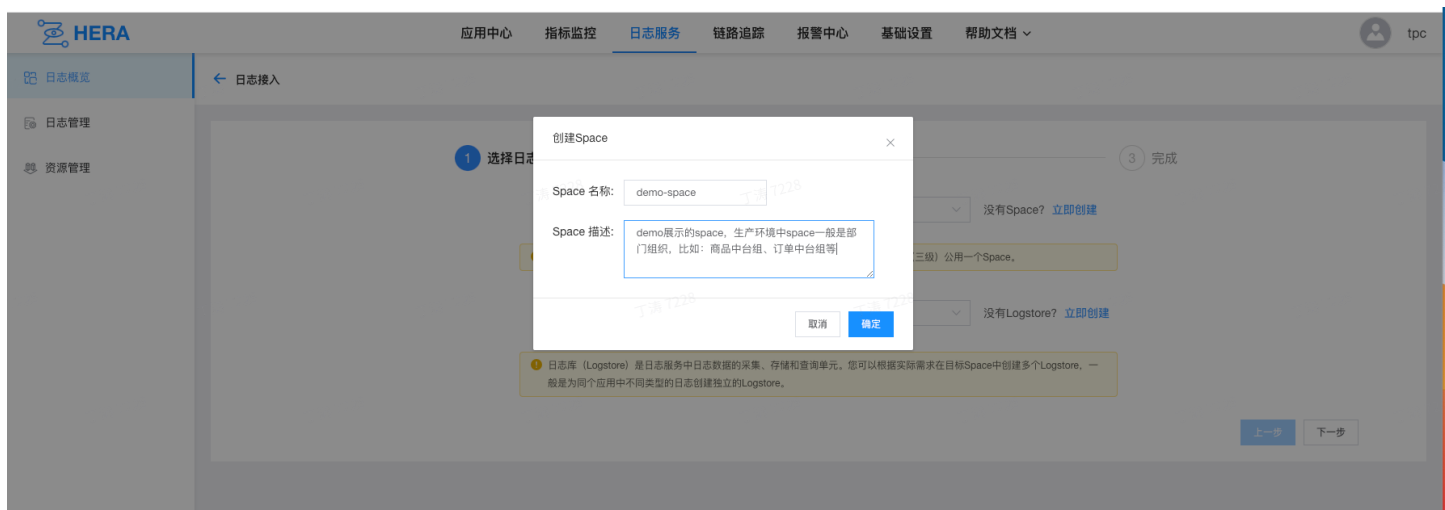 HERA
应用中心 指标监控 日志服务 链路追踪 报警中心 基础设置 帮助文档
tpc
日志概览
日志接入
日志管理
资源管理
创建Space
1 选择日志
3 完成
Space 名称: demo-space
没有Space? 立即创建
Space 描述: demo展示的space，生产环境中space一般是部
门组织，比如：商品中台组、订单中台组等
三级）公用一个Space。
没有Logstore? 立即创建
取消 确定
日志库（Logstore）是日志服务中日志数据的采集、存储和查询单元。您可以根据实际需求在目标Space中创建多个Logstore，一
般是为同个应用中不同类型的日志创建独立的Logstore。
上一步 下一步
丁涛 7228
丁涛 7228